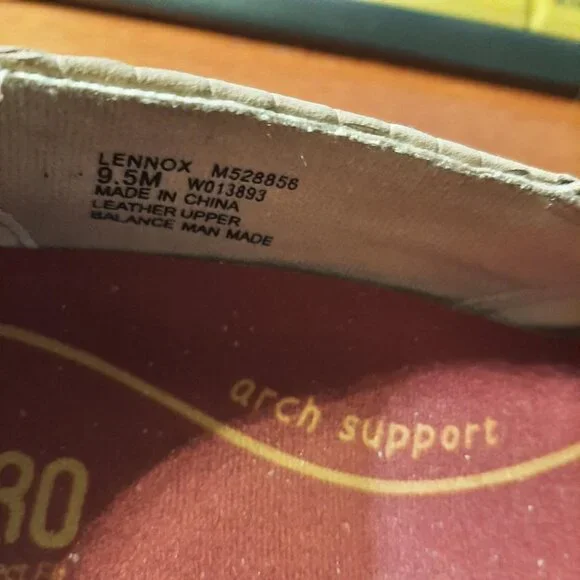 LENNOX M528856
9.5M W013893
MADE IN CHINA
LEATHER UPPER
BALANCE MAN MADE
arch support
RO